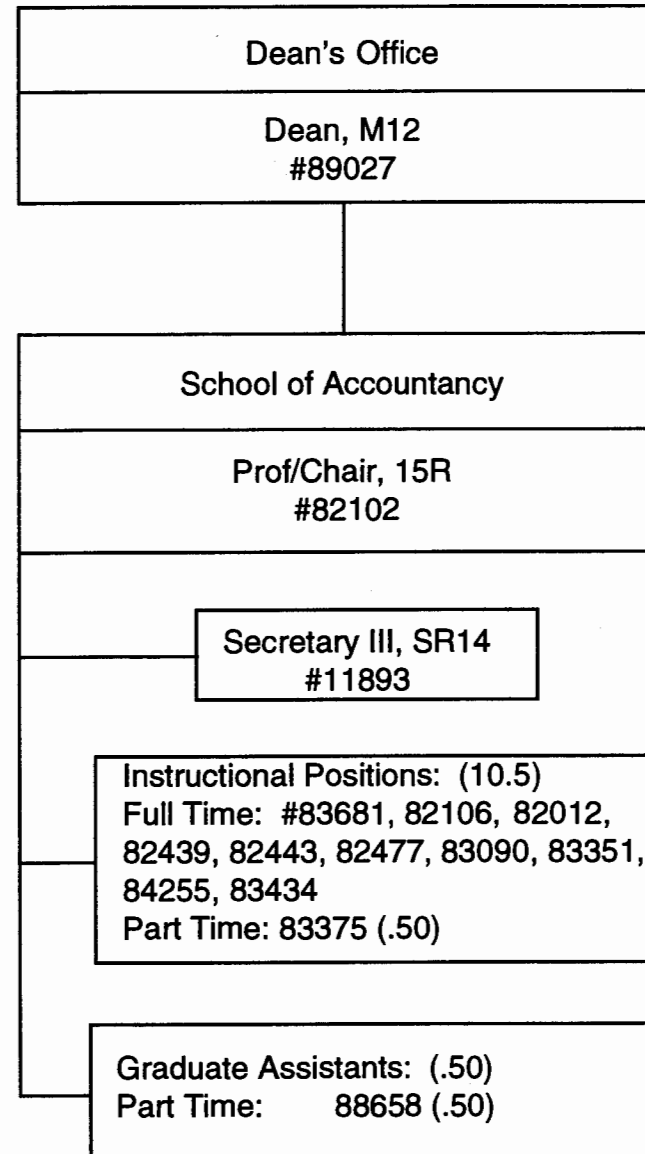 Dean's Office
Dean, M12
#89027
School of Accountancy
Prof/Chair, 15R
#82102
Secretary III, SR14
#11893
Instructional Positions: (10.5)
Full Time: #83681, 82106, 82012,
82439, 82443, 82477, 83090, 83351,
84255, 83434
Part Time: 83375 (.50)
Graduate Assistants: (.50)
Part Time: 88658 (.50)